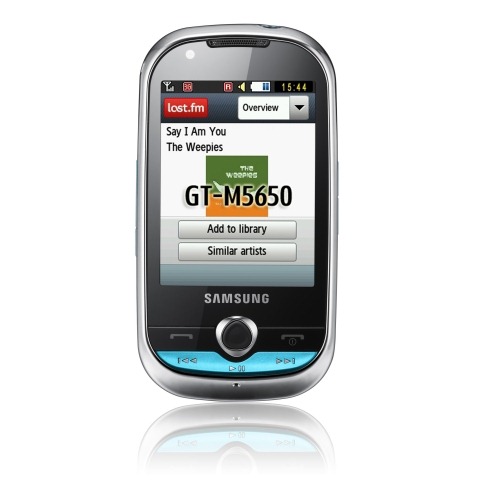 3G
R
15:44
last.fm
Overview
Say I Am You
The Weepies
THE
WEEPIES
GT-M5650
Add to library
Similar artists
SAMSUNG